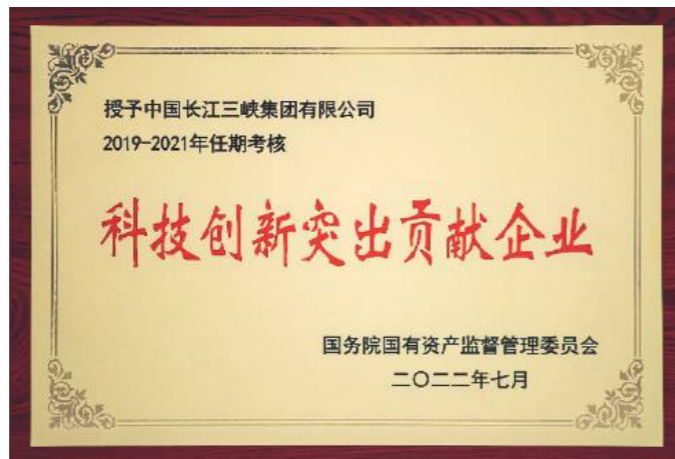 授予中国长江三峡集团有限公司
2019-2021年任期考核
科技创新突出贡献企业
国务院国有资产监督管理委员会
二〇二二年七月